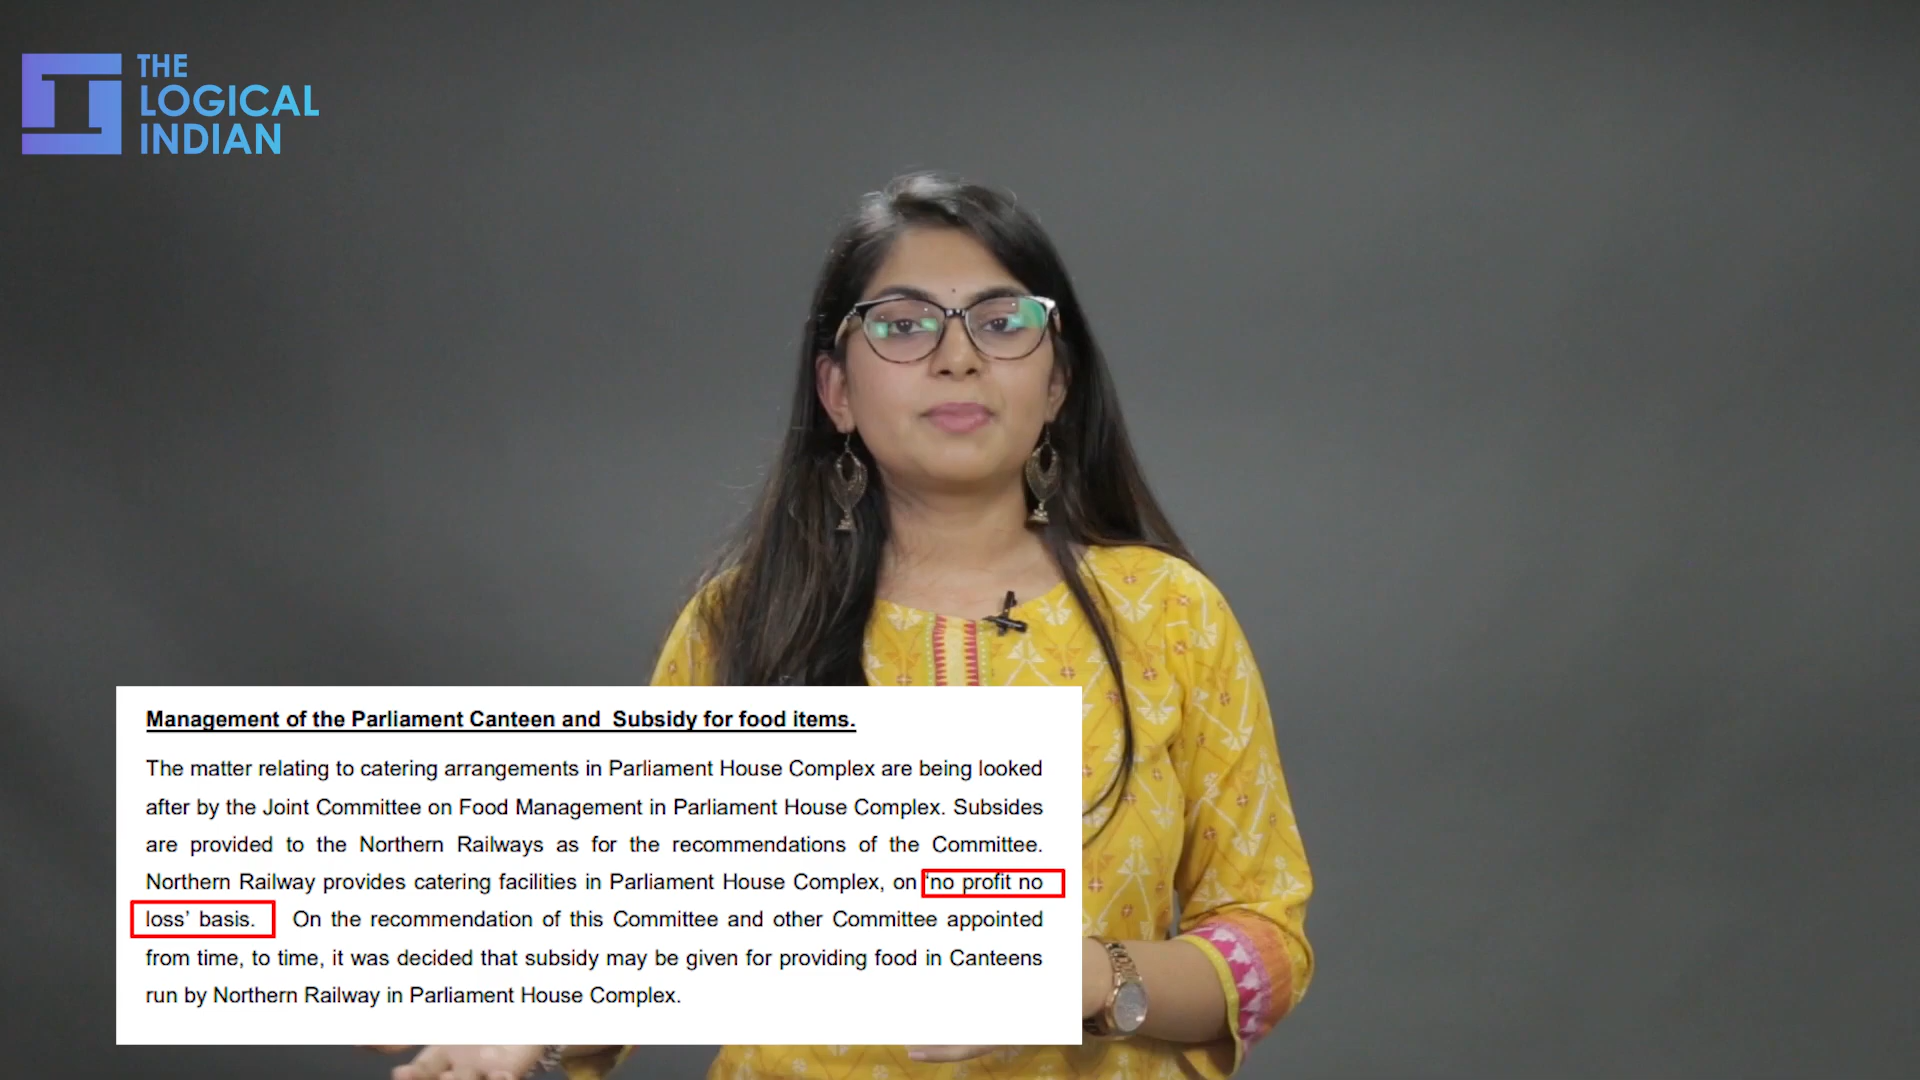 THE
LOGICAL
INDIAN
Management of the Parliament Canteen and Subsidy for food items.
The matter relating to catering arrangements in Parliament House Complex are being looked
after by the Joint Committee on Food Management in Parliament House Complex. Subsides
are provided to the Northern Railways as for the recommendations of the Committee.
Northern Railway provides catering facilities in Parliament House Complex, on ‘no profit no
loss’ basis. On the recommendation of this Committee and other Committee appointed
from time, to time, it was decided that subsidy may be given for providing food in Canteens
run by Northern Railway in Parliament House Complex.